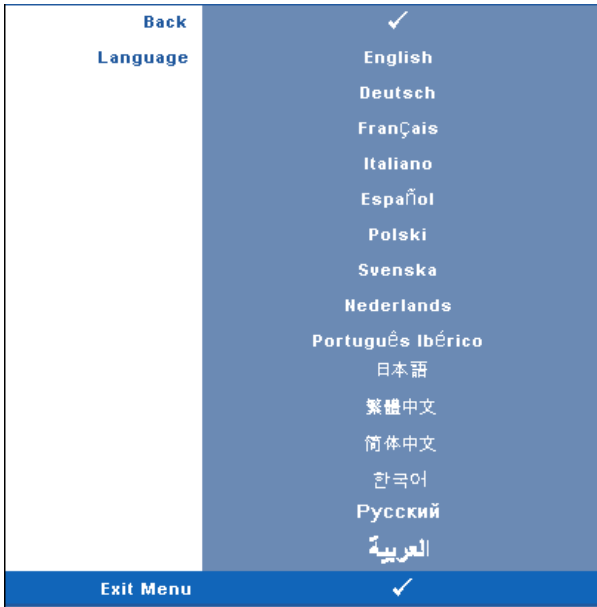 Back ✓
Language English
Deutsch
FranÇais
Italiano
EspaÑol
Polski
Svenska
Nederlands
PortuguÊs IbÉrico
日本語
繁體中文
简体中文
한국어
Русский
العربية
Exit Menu ✓